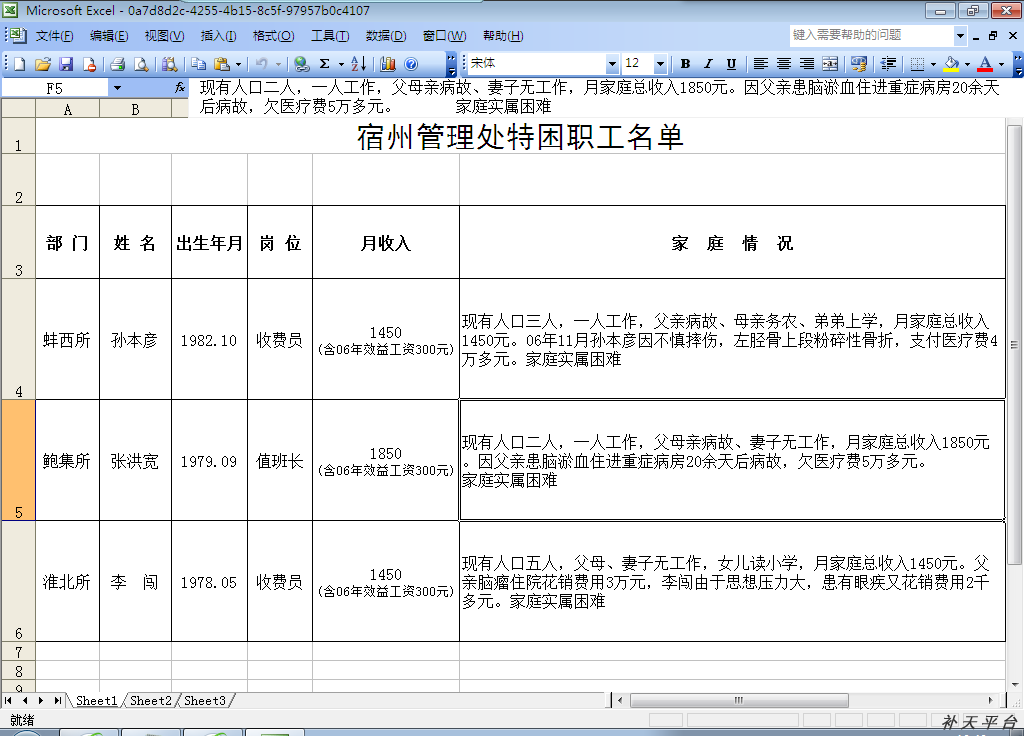 Microsoft Excel - 0a7d8d2c-4255-4b15-8c5f-97957b0c4107
文件(F) 编辑(E) 视图(V) 插入(I) 格式(O) 工具(T) 数据(D) 窗口(W) 帮助(H) 键入需要帮助的问题
宋体 12 B I U
F5 fx 现有人口二人，一人工作，父母亲病故、妻子无工作，月家庭总收入1850元。因父亲患脑淤血住进重症病房20余天
后病故，欠医疗费5万多元。 家庭实属困难
A B
1 宿州管理处特困职工名单
2
3 部 门 姓 名 出生年月 岗 位 月收入 家 庭 情 况
4 蚌西所 孙本彦 1982.10 收费员 1450
(含06年效益工资300元)
现有人口三人，一人工作，父亲病故、母亲务农、弟弟上学，月家庭总收入
1450元。06年11月孙本彦因不慎摔伤，左胫骨上段粉碎性骨折，支付医疗费4
万多元。家庭实属困难
5 鲍集所 张洪宽 1979.09 值班长 1850
(含06年效益工资300元)
现有人口二人，一人工作，父母亲病故、妻子无工作，月家庭总收入1850元
。因父亲患脑淤血住进重症病房20余天后病故，欠医疗费5万多元。
家庭实属困难
6 淮北所 李 闯 1978.05 收费员 1450
(含06年效益工资300元)
现有人口五人，父母、妻子无工作，女儿读小学，月家庭总收入1450元。父
亲脑瘤住院花销费用3万元，李闯由于思想压力大，患有眼疾又花销费用2千
多元。家庭实属困难
7
8
9
Sheet1 Sheet2 Sheet3
就绪
补天平台